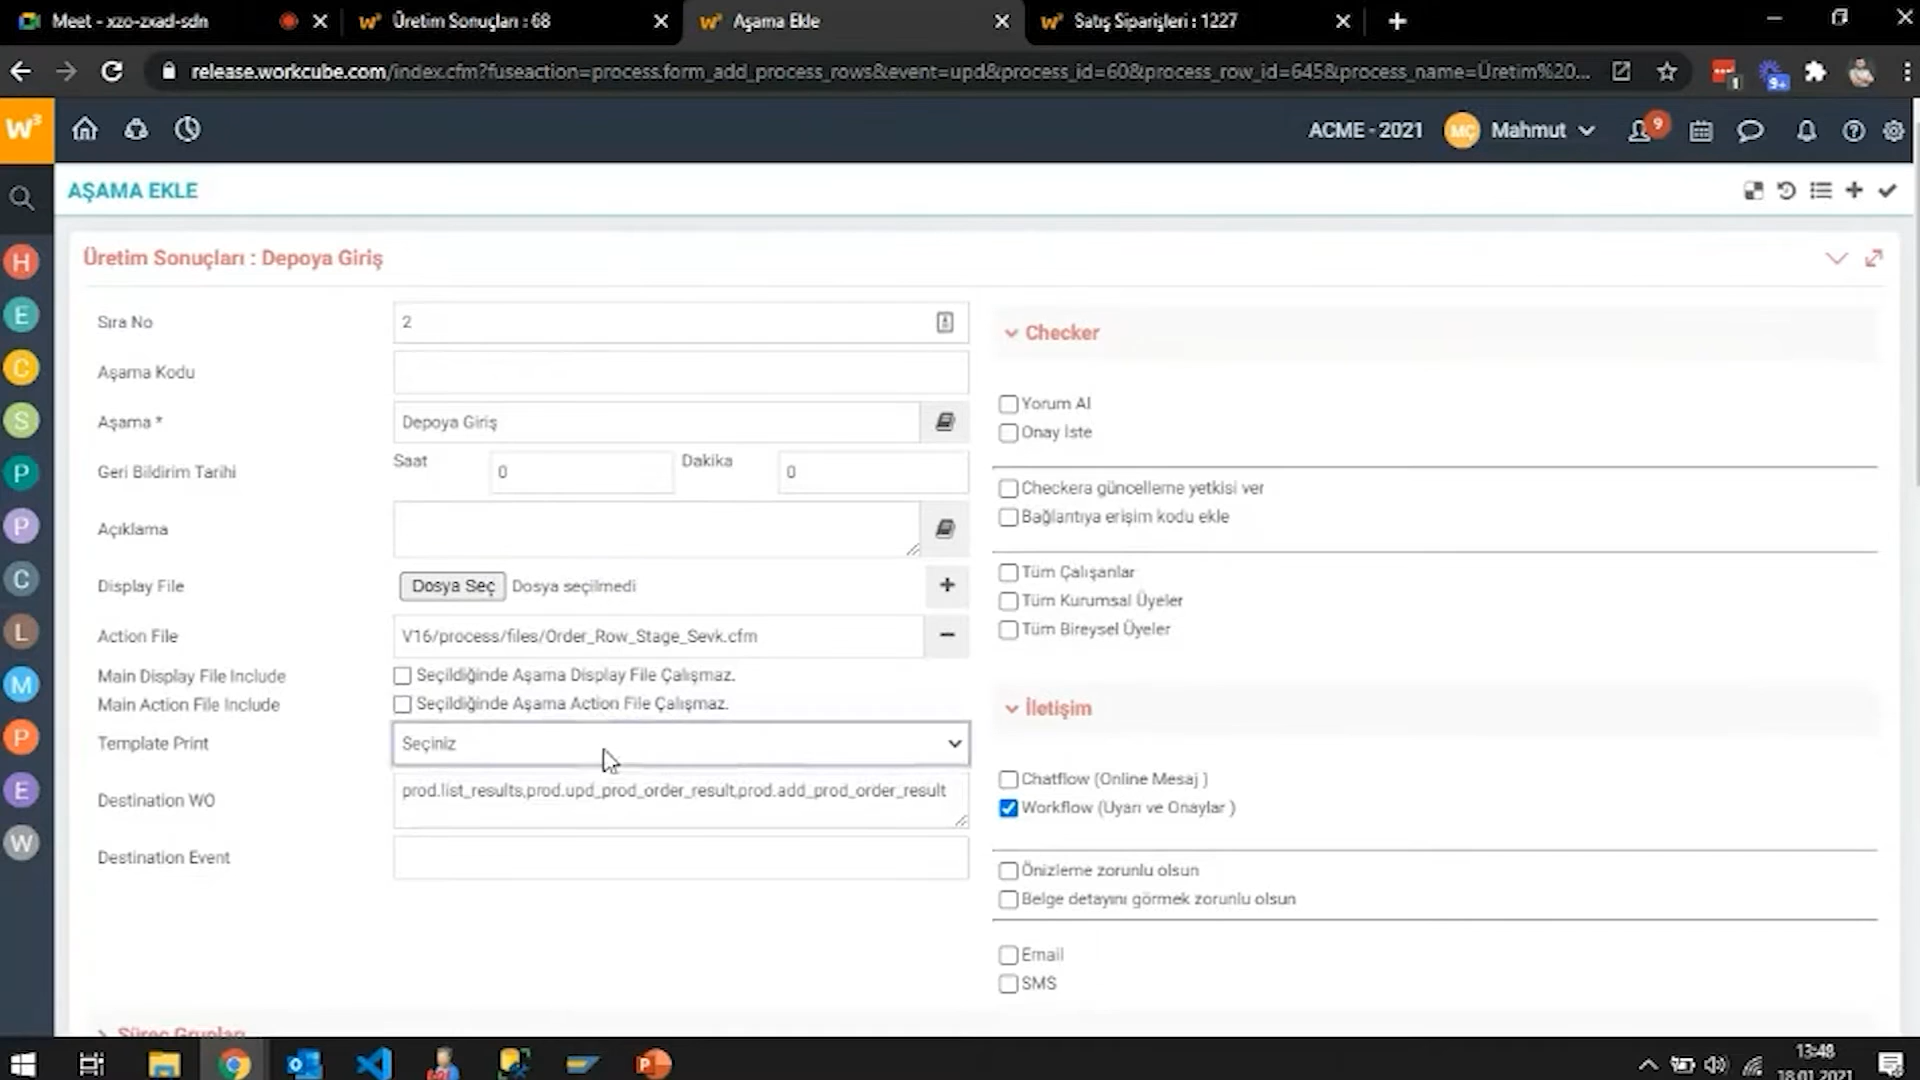 Meet - xzo-zxad-sdn
Üretim Sonuçları : 68
Aşama Ekle
Satış Siparişleri : 1227
release.workcube.com/index.cfm?fuseaction=process.form_add_process_rows&event=upd&process_id=60&process_row_id=645&process_name=Üretim%20...
1
9+
W³
ACME - 2021
MÇ
Mahmut
9
AŞAMA EKLE
H
E
C
S
P
P
C
L
M
P
E
W
Üretim Sonuçları : Depoya Giriş
Sıra No
2
Aşama Kodu
Aşama *
Depoya Giriş
Geri Bildirim Tarihi
Saat
0
Dakika
0
Açıklama
Display File
Dosya Seç
Dosya seçilmedi
Action File
V16/process/files/Order_Row_Stage_Sevk.cfm
Main Display File Include
Seçildiğinde Aşama Display File Çalışmaz.
Main Action File Include
Seçildiğinde Aşama Action File Çalışmaz.
Template Print
Seçiniz
Destination WO
prod.list_results,prod.upd_prod_order_result,prod.add_prod_order_result
Destination Event
Checker
Yorum Al
Onay İste
Checkera güncelleme yetkisi ver
Bağlantıya erişim kodu ekle
Tüm Çalışanlar
Tüm Kurumsal Üyeler
Tüm Bireysel Üyeler
İletişim
Chatflow (Online Mesaj )
Workflow (Uyarı ve Onaylar )
Önizleme zorunlu olsun
Belge detayını görmek zorunlu olsun
Email
SMS
Süreç Grupları
13:48
18.01.2021